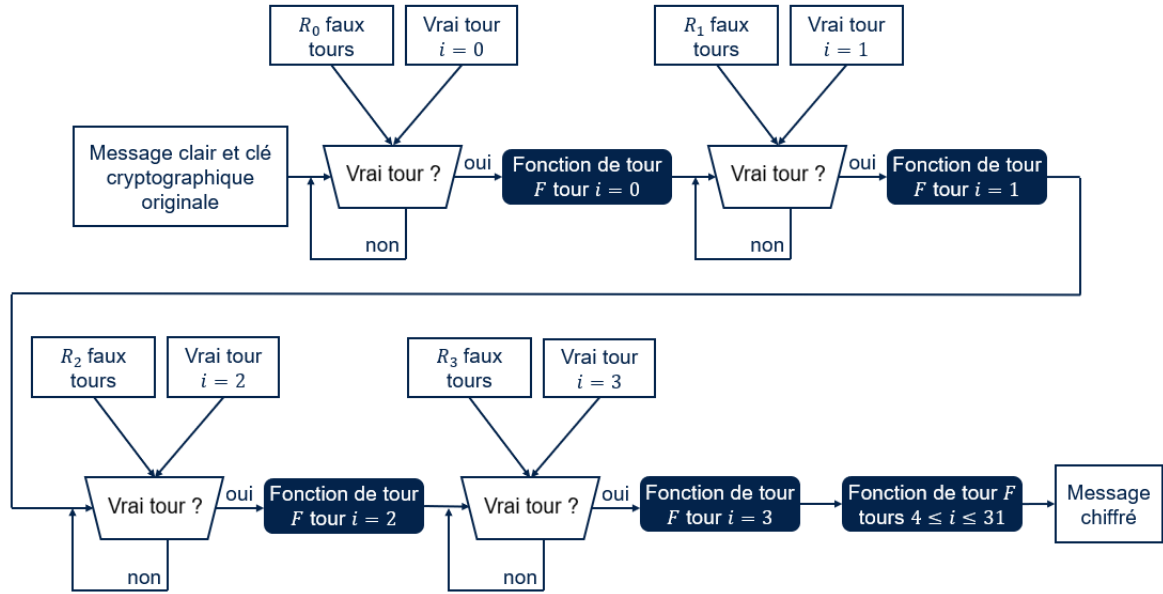 R₀ faux
tours
Vrai tour
i = 0
R₁ faux
tours
Vrai tour
i = 1
Message clair et clé
cryptographique
originale
Vrai tour ?
oui
non
Fonction de tour
F tour i = 0
Vrai tour ?
oui
non
Fonction de tour
F tour i = 1
R₂ faux
tours
Vrai tour
i = 2
R₃ faux
tours
Vrai tour
i = 3
Vrai tour ?
oui
non
Fonction de tour
F tour i = 2
Vrai tour ?
oui
non
Fonction de tour
F tour i = 3
Fonction de tour F
tours 4 ≤ i ≤ 31
Message
chiffré